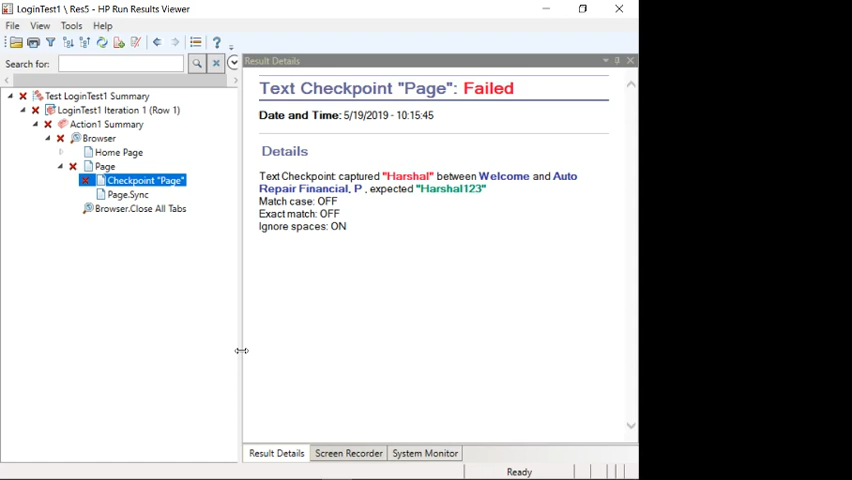 LoginTest1 \ Res5 - HP Run Results Viewer
File View Tools Help
Search for:
Result Details
Test LoginTest1 Summary
LoginTest1 Iteration 1 (Row 1)
Action1 Summary
Browser
Home Page
Page
Checkpoint "Page"
Page.Sync
Browser.Close All Tabs
Text Checkpoint "Page": Failed
Date and Time: 5/19/2019 - 10:15:45
Details
Text Checkpoint: captured "Harshal" between Welcome and Auto
Repair Financial, P , expected "Harshal123"
Match case: OFF
Exact match: OFF
Ignore spaces: ON
Result Details Screen Recorder System Monitor
Ready